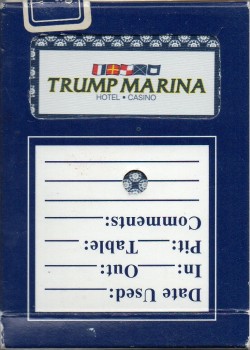 TRUMP MARINA
HOTEL • CASINO
Date Used:
In: Out:
Pit: Table:
Comments: